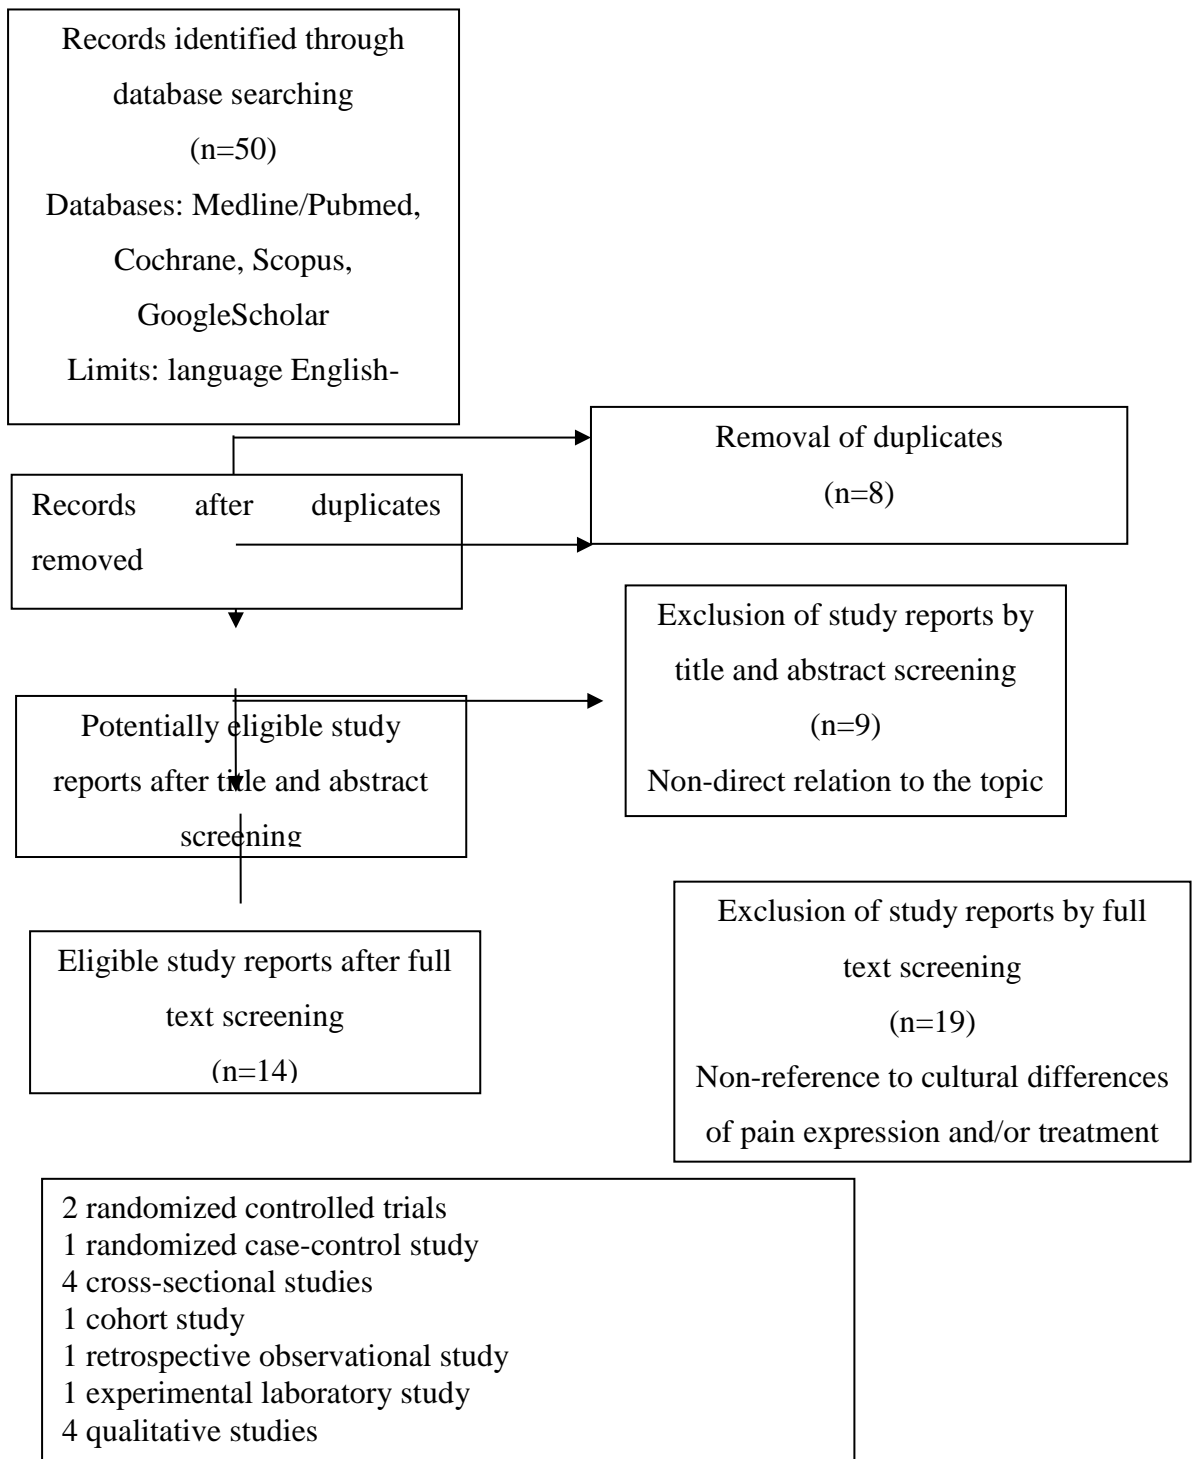 Records identified through
database searching
(n=50)
Databases: Medline/Pubmed,
Cochrane, Scopus,
GoogleScholar
Limits: language English-
Removal of duplicates
(n=8)
Records after duplicates
removed
Exclusion of study reports by
title and abstract screening
(n=9)
Non-direct relation to the topic
Potentially eligible study
reports after title and abstract
screening
Exclusion of study reports by full
text screening
(n=19)
Non-reference to cultural differences
of pain expression and/or treatment
Eligible study reports after full
text screening
(n=14)
2 randomized controlled trials
1 randomized case-control study
4 cross-sectional studies
1 cohort study
1 retrospective observational study
1 experimental laboratory study
4 qualitative studies